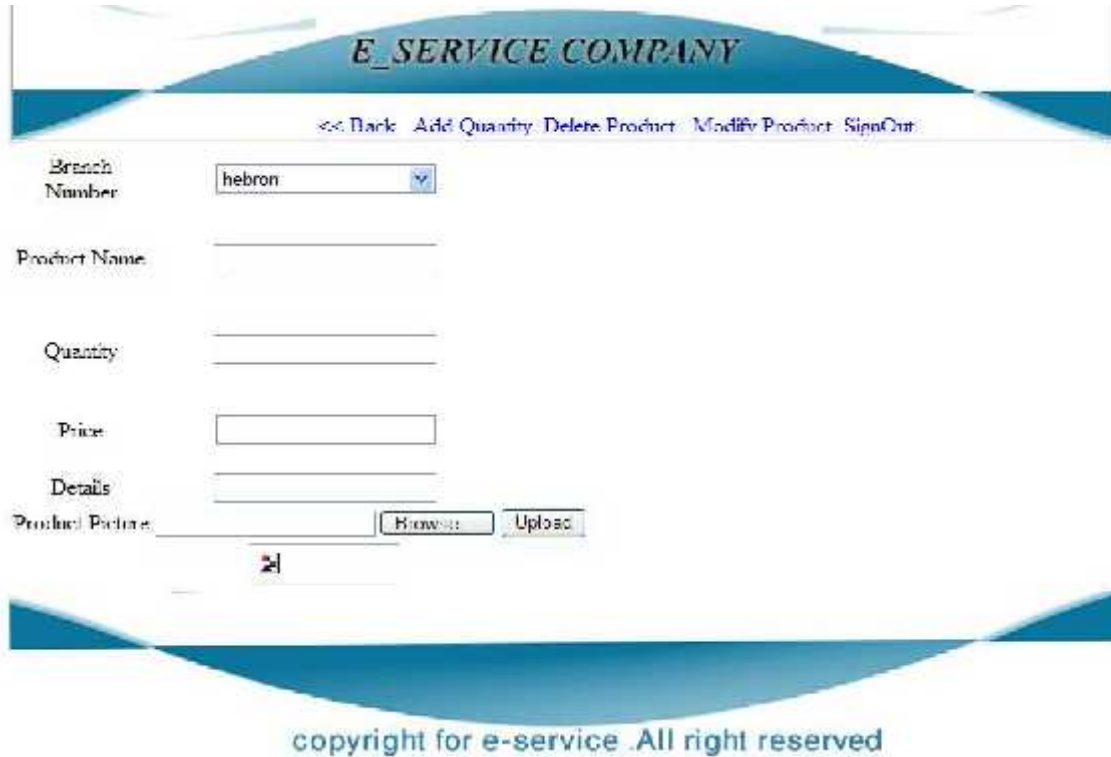 E_SERVICE COMPANY
<< Back Add Quantity Delete Product Modify Product SignOut
Branch
Number
hebron
Product Name
Quantity
Price
Details
Product Picture Browse... Upload
copyright for e-service .All right reserved